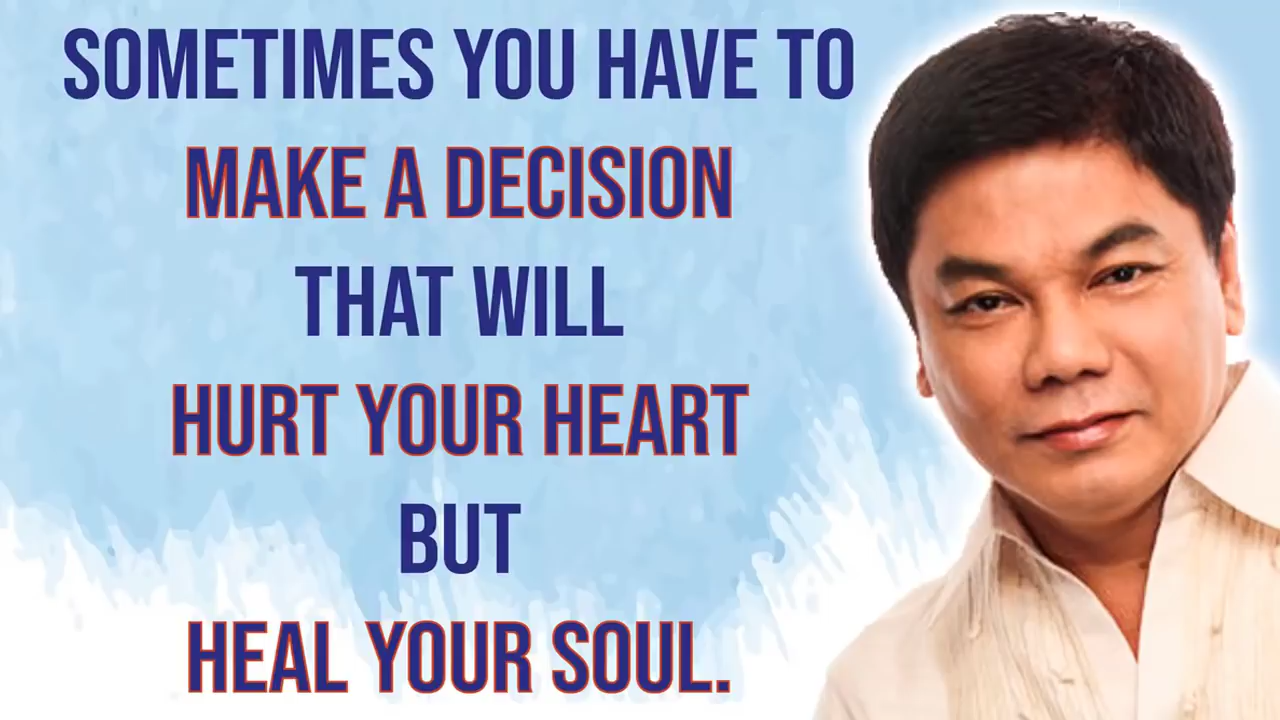 SOMETIMES YOU HAVE TO
MAKE A DECISION
THAT WILL
HURT YOUR HEART
BUT
HEAL YOUR SOUL.